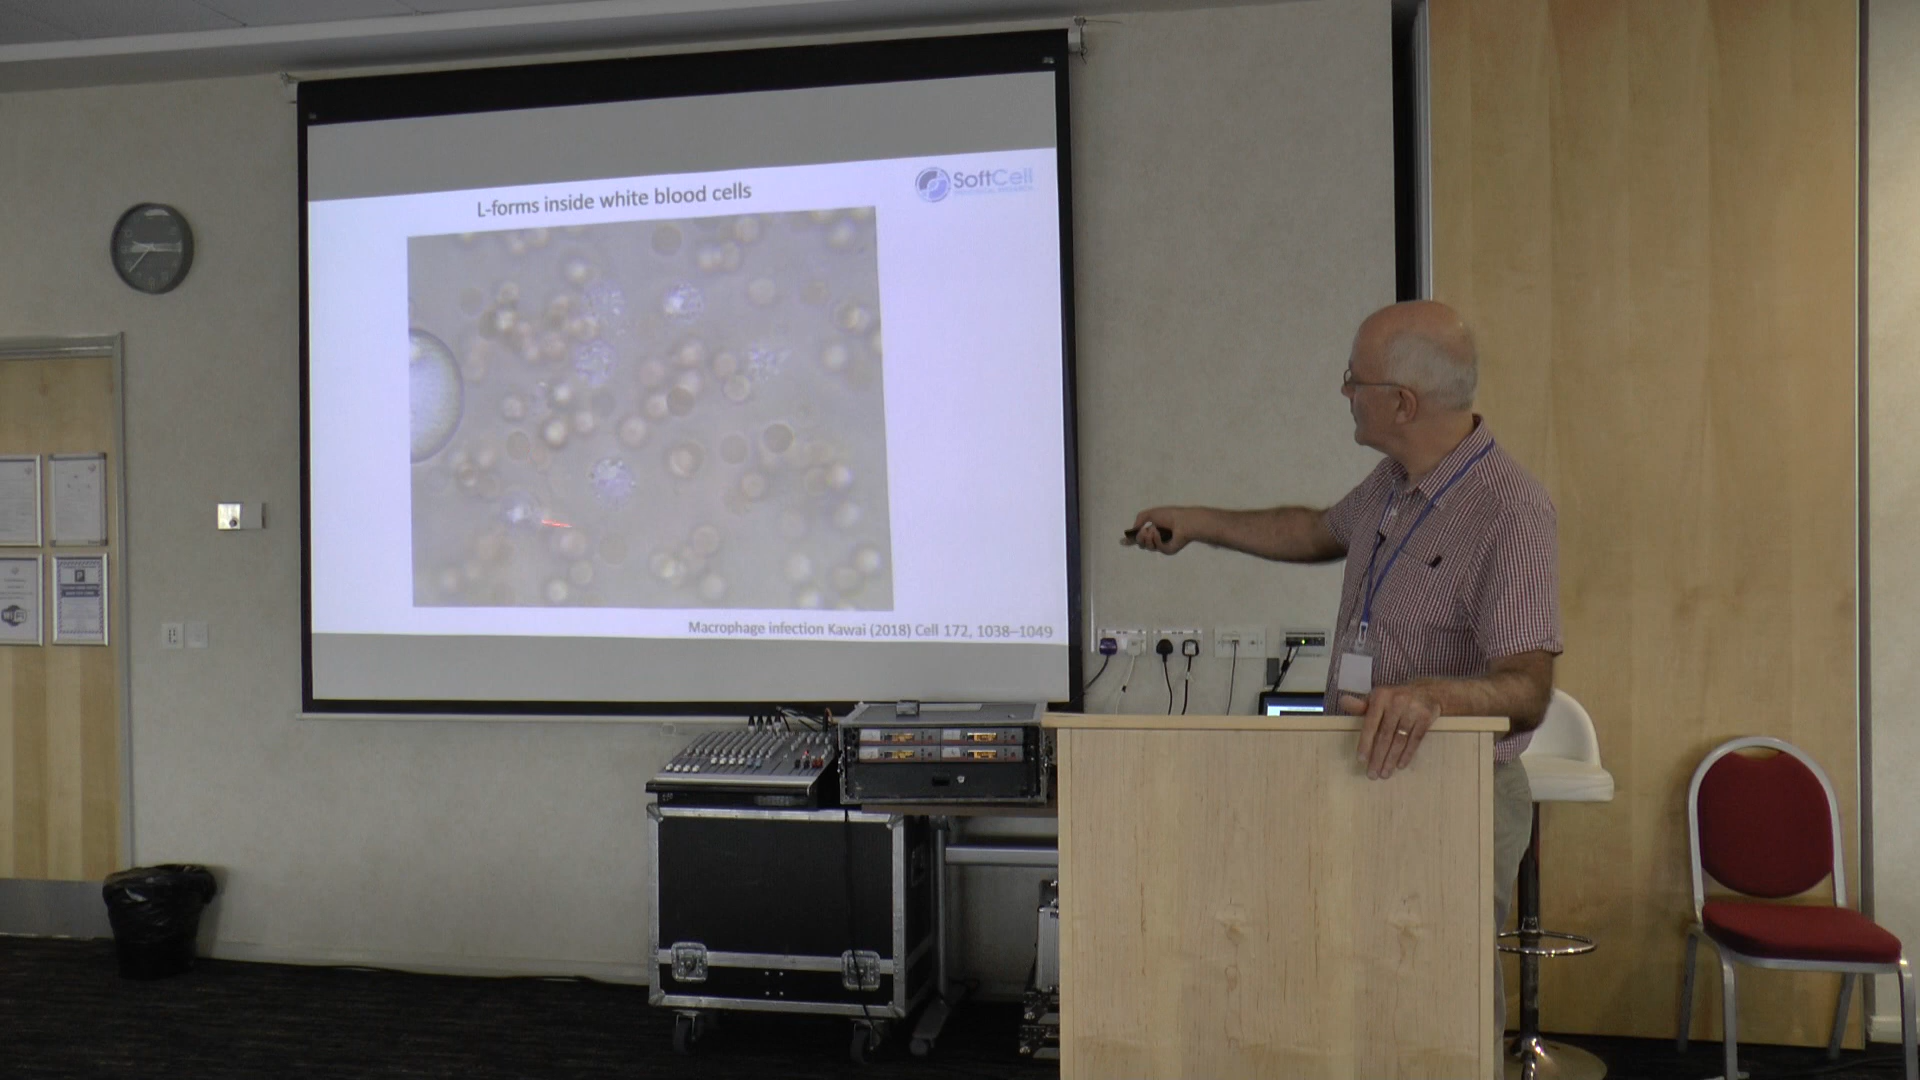 L-forms inside white blood cells
SoftCell
Macrophage infection Kawai (2018) Cell 172, 1038–1049